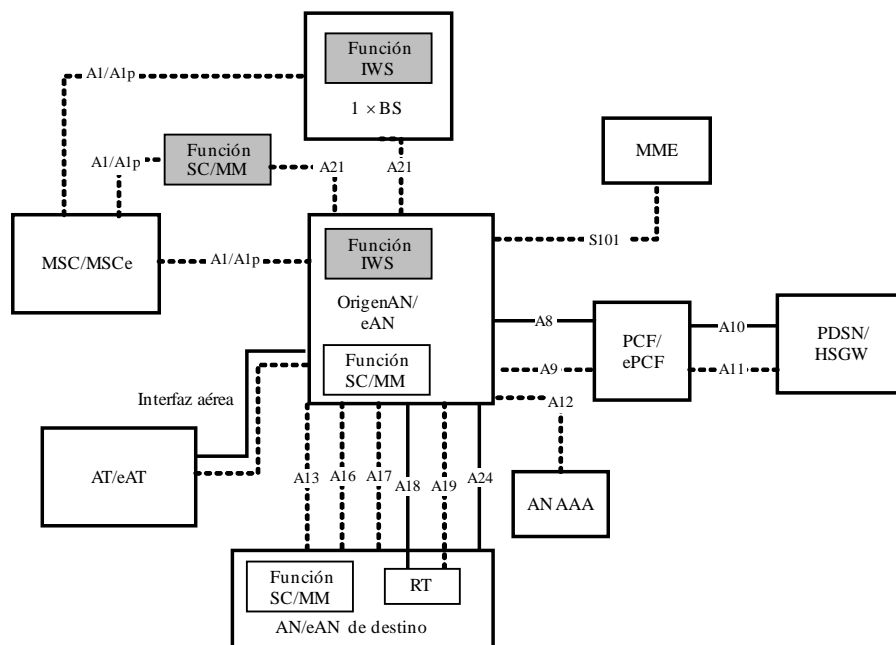 Función
IWS
1 × BS
A1/A1p
A1/A1p
Función
SC/MM
A21
A21
MME
S101
MSC/MSCe
A1/A1p
Función
IWS
OrigenAN/
eAN
Función
SC/MM
A8
A9
PCF/
ePCF
A10
A11
PDSN/
HSGW
A12
Interfaz aérea
AT/eAT
A13
A16
A17
A18
A19
A24
AN AAA
Función
SC/MM
RT
AN/eAN de destino